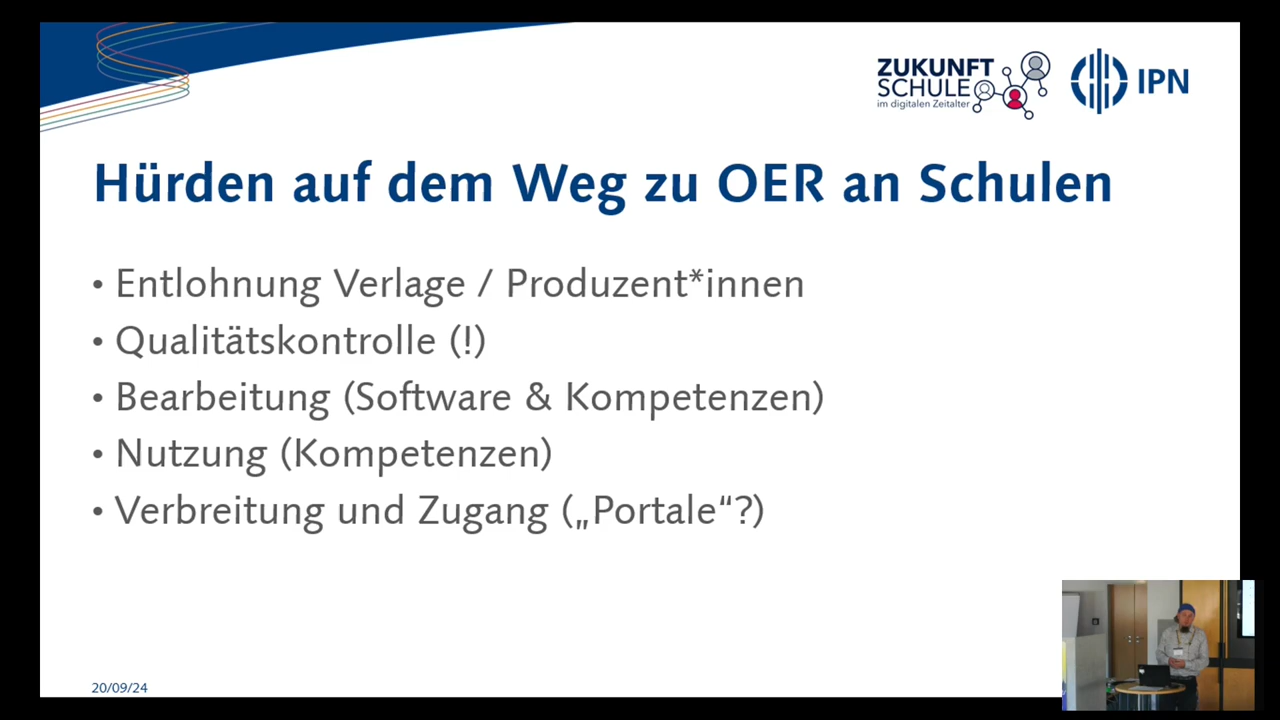 ZUKUNFT
SCHULE
im digitalen Zeitalter
IPN
Hürden auf dem Weg zu OER an Schulen
• Entlohnung Verlage / Produzent*innen
• Qualitätskontrolle (!)
• Bearbeitung (Software & Kompetenzen)
• Nutzung (Kompetenzen)
• Verbreitung und Zugang („Portale“?)
20/09/24